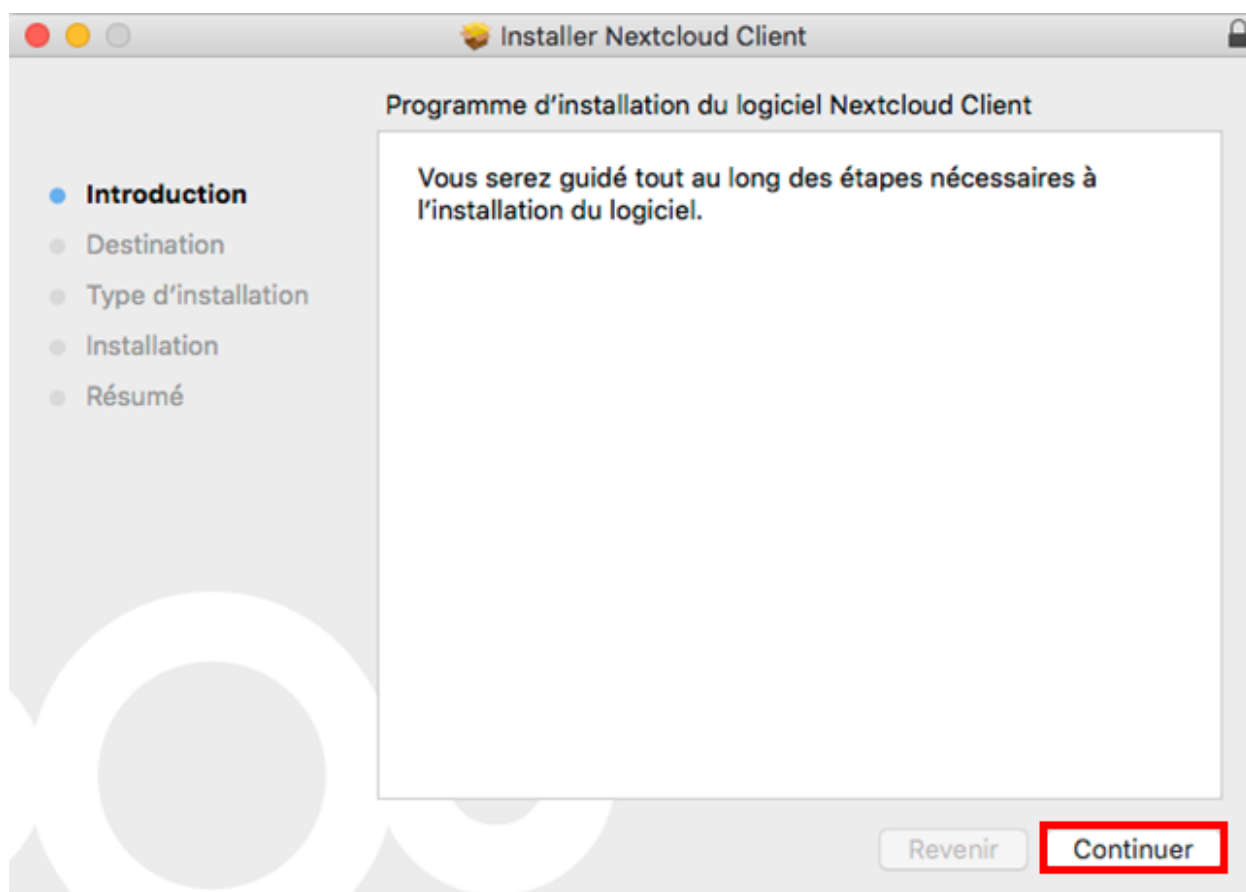 Installer Nextcloud Client
Programme d’installation du logiciel Nextcloud Client
Introduction
Destination
Type d’installation
Installation
Résumé
Vous serez guidé tout au long des étapes nécessaires à
l’installation du logiciel.
Revenir
Continuer